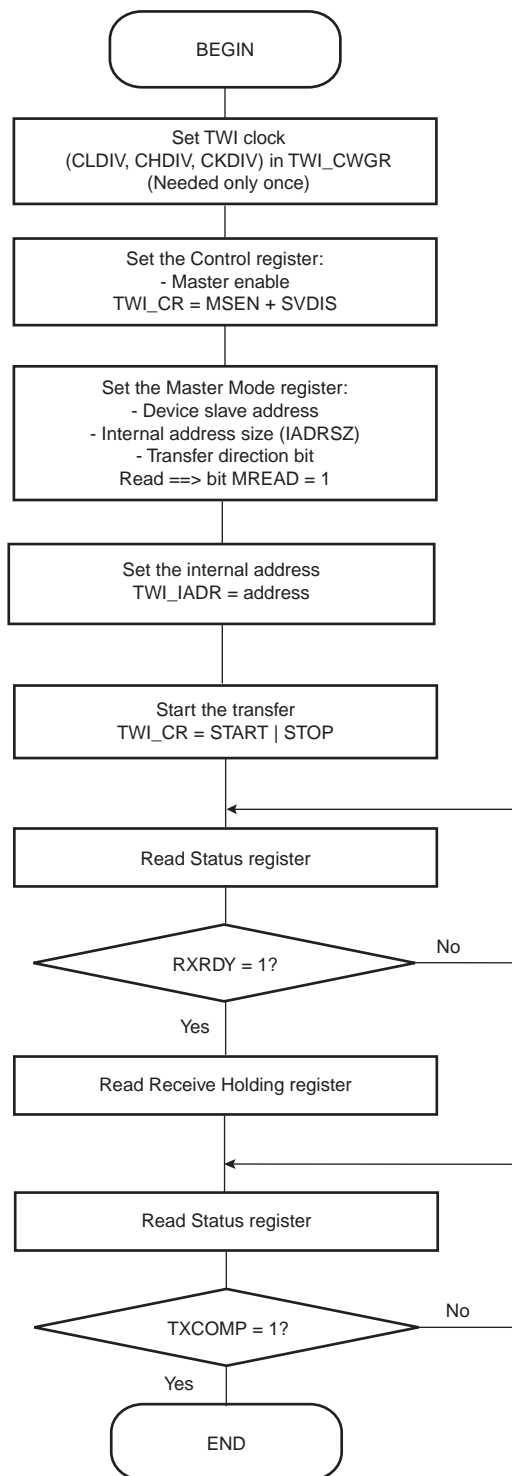 BEGIN
Set TWI clock
(CLDIV, CHDIV, CKDIV) in TWI_CWGR
(Needed only once)
Set the Control register:
- Master enable
TWI_CR = MSEN + SVDIS
Set the Master Mode register:
- Device slave address
- Internal address size (IADRSZ)
- Transfer direction bit
Read ==> bit MREAD = 1
Set the internal address
TWI_IADR = address
Start the transfer
TWI_CR = START | STOP
Read Status register
RXRDY = 1?
No
Yes
Read Receive Holding register
Read Status register
TXCOMP = 1?
No
Yes
END